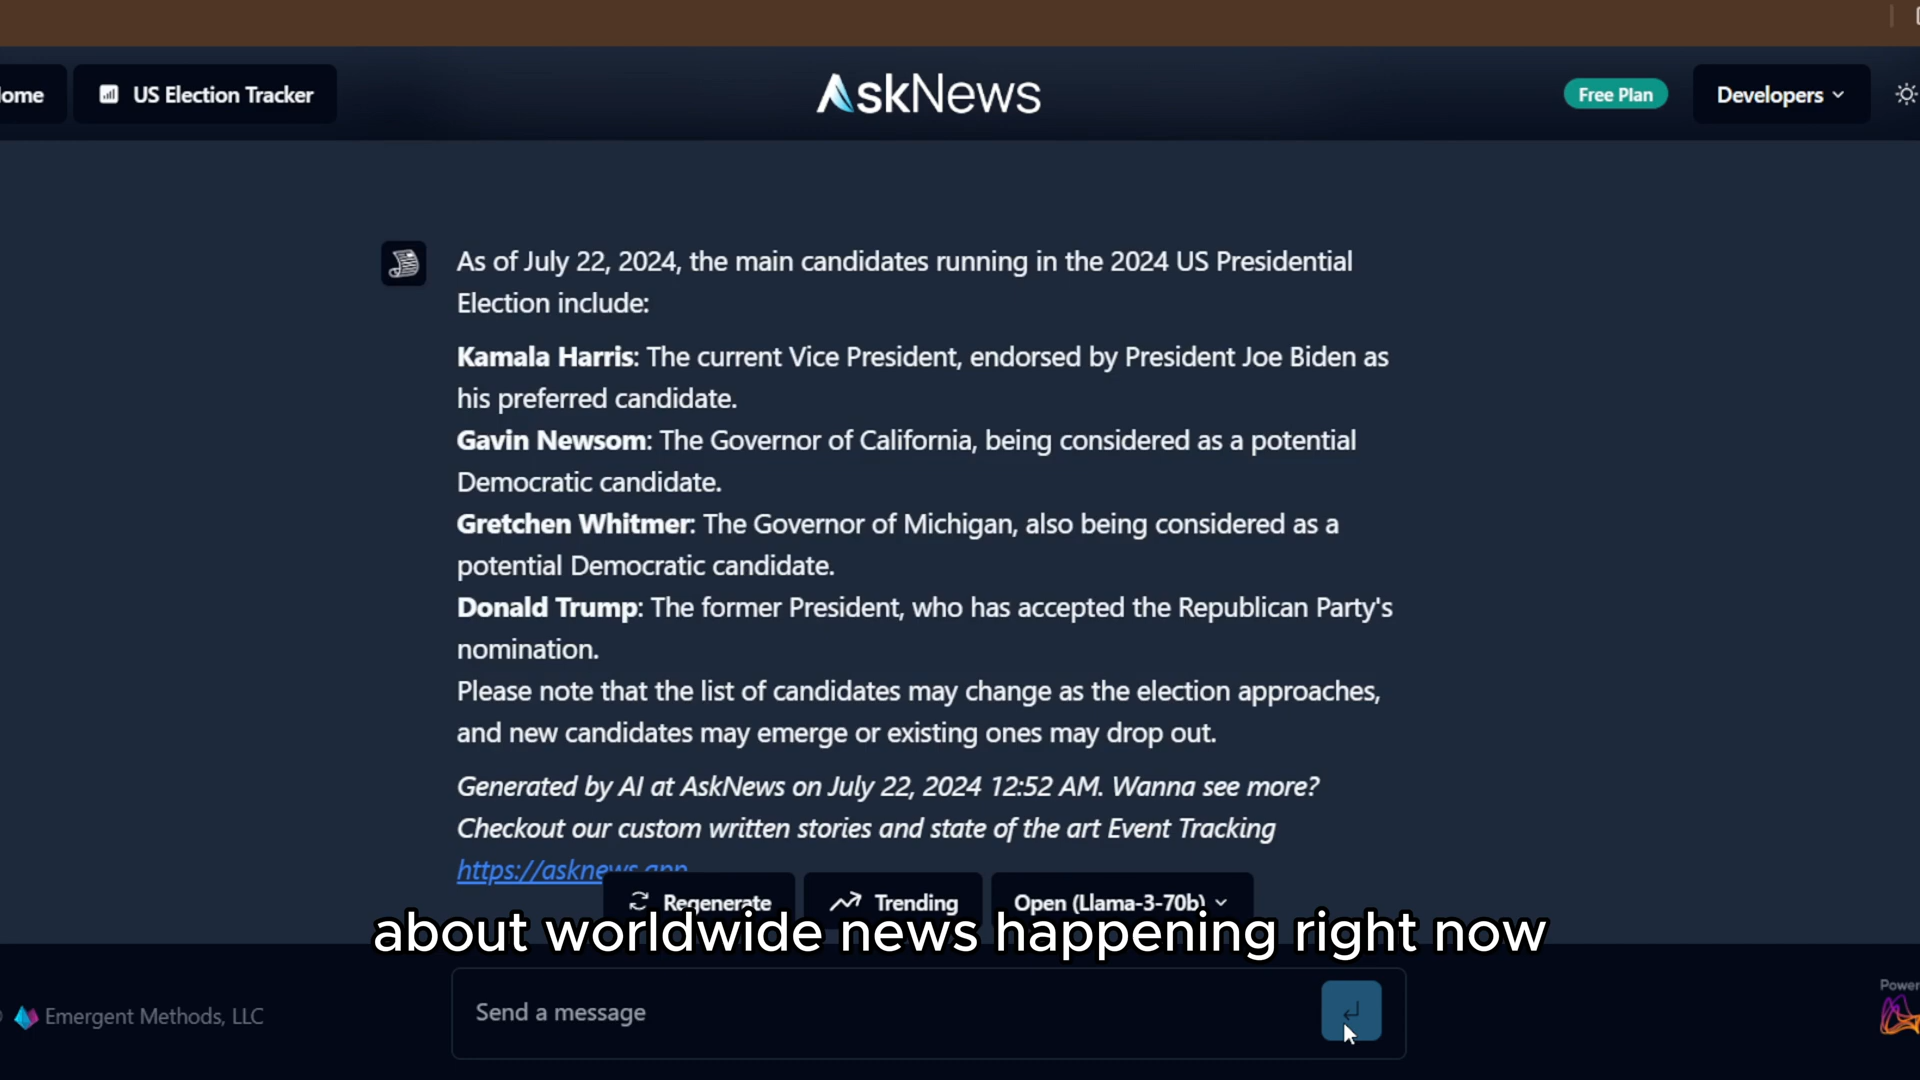 US Election Tracker
AskNews
Free Plan
Developers
As of July 22, 2024, the main candidates running in the 2024 US Presidential
Election include:
Kamala Harris: The current Vice President, endorsed by President Joe Biden as
his preferred candidate.
Gavin Newsom: The Governor of California, being considered as a potential
Democratic candidate.
Gretchen Whitmer: The Governor of Michigan, also being considered as a
potential Democratic candidate.
Donald Trump: The former President, who has accepted the Republican Party's
nomination.
Please note that the list of candidates may change as the election approaches,
and new candidates may emerge or existing ones may drop out.
Generated by AI at AskNews on July 22, 2024 12:52 AM. Wanna see more?
Checkout our custom written stories and state of the art Event Tracking
https://asknews.app
Regenerate
Trending
Open (Llama-3-70b)
about worldwide news happening right now
Send a message
Emergent Methods, LLC